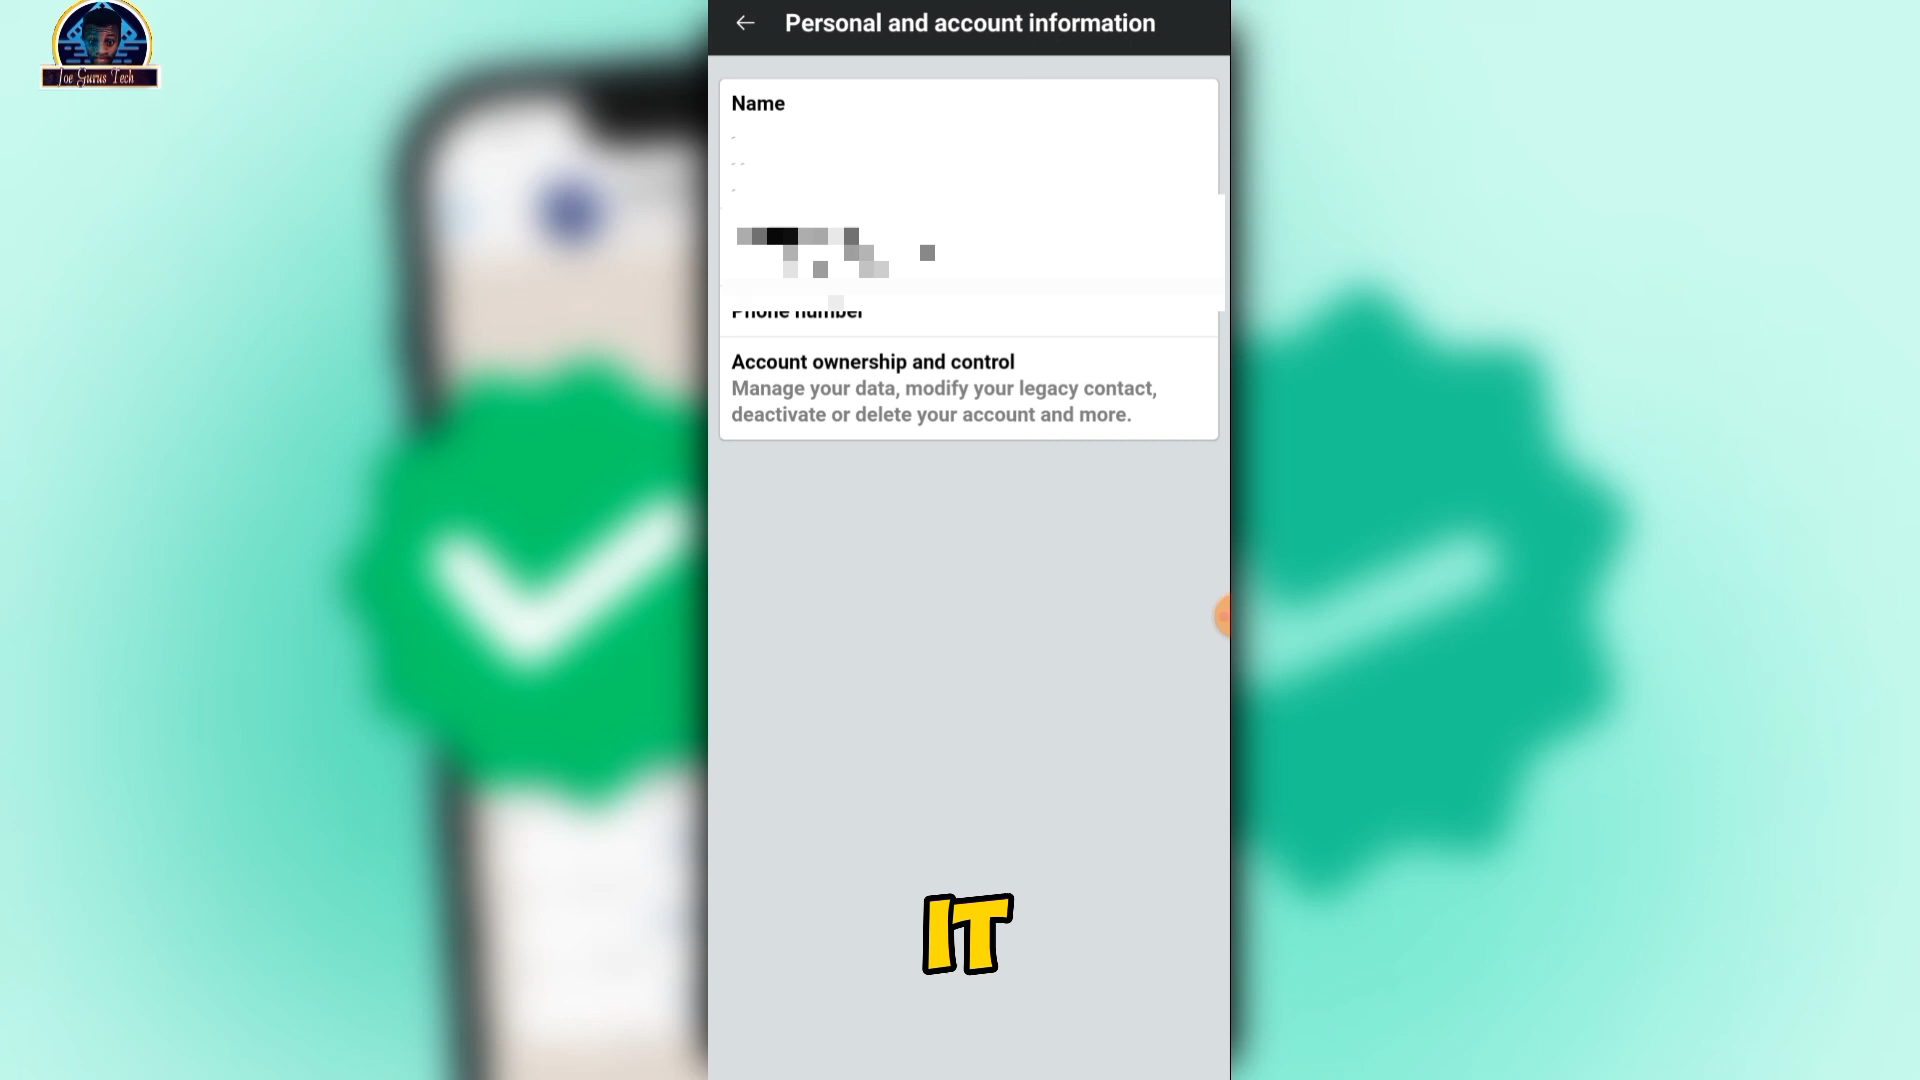 Joe Gurus Tech
Personal and account information
Name
Phone number
Account ownership and control
Manage your data, modify your legacy contact,
deactivate or delete your account and more.
IT